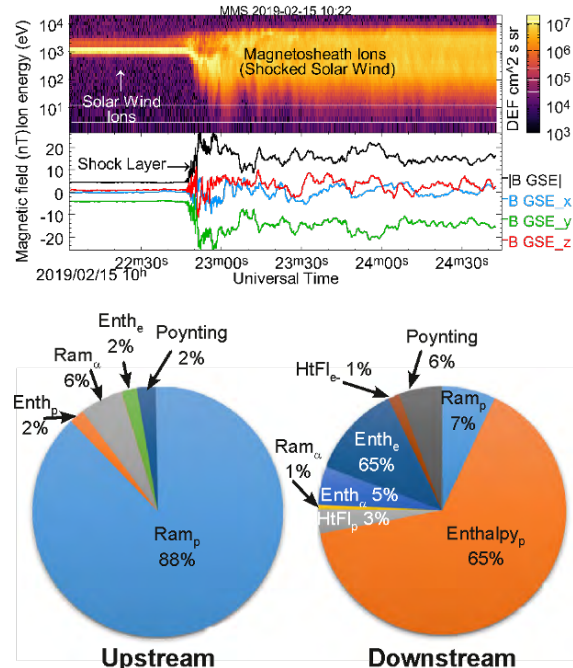 MMS 2019-02-15 10:22
Ion energy (eV)
10⁴
10³
10²
10¹
Solar Wind
Ions
Magnetosheath Ions
(Shocked Solar Wind)
DEF cm^2 s sr
10⁷
10⁶
10⁵
10⁴
10³
Magnetic field (nT)
20
10
0
-10
-20
Shock Layer
|B GSE|
B GSE_x
B GSE_y
B GSE_z
22ᵐ30ˢ 23ᵐ0ˢ 23ᵐ30ˢ 24ᵐ0ˢ 24ᵐ30ˢ
2019/02/15 10ʰ
Universal Time
Enthₑ
2%
Poynting
2%
Ram_α
6%
Enth_p
2%
Ram_p
88%
Upstream
Poynting
6%
HtFl_e- 1%
Ram_p
7%
Enthₑ
65%
Ram_α
1%
Enth_α 5%
HtFl_p 3%
Enthalpy_p
65%
Downstream